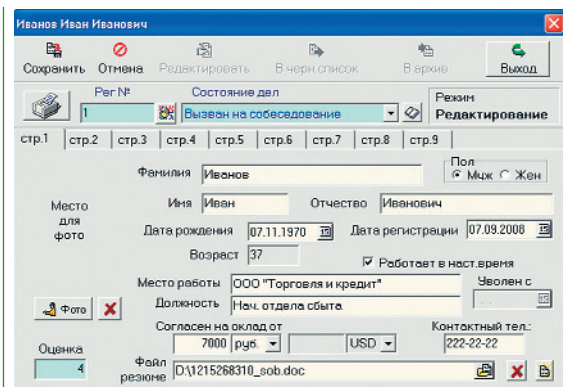 Иванов Иван Иванович
Сохранить Отмена Редактировать В черн.список В архив Выход
Рег № Состояние дел Режим
1 Вызван на собеседование Редактирование
стр.1 стр.2 стр.3 стр.4 стр.5 стр.6 стр.7 стр.8 стр.9
Пол
Фамилия Иванов Муж Жен
Место для фото
Имя Иван Отчество Иванович
Дата рождения 07.11.1970 15 Дата регистрации 07.09.2008 15
Возраст 37 Работает в наст.время
Место работы ООО "Торговля и кредит" Уволен с
Фото Должность Нач. отдела сбыта . . 15
Согласен на оклад от Контактный тел.:
7000 руб. USD 222-22-22
Оценка
4
Файл резюме D:\1215268310_sob.doc